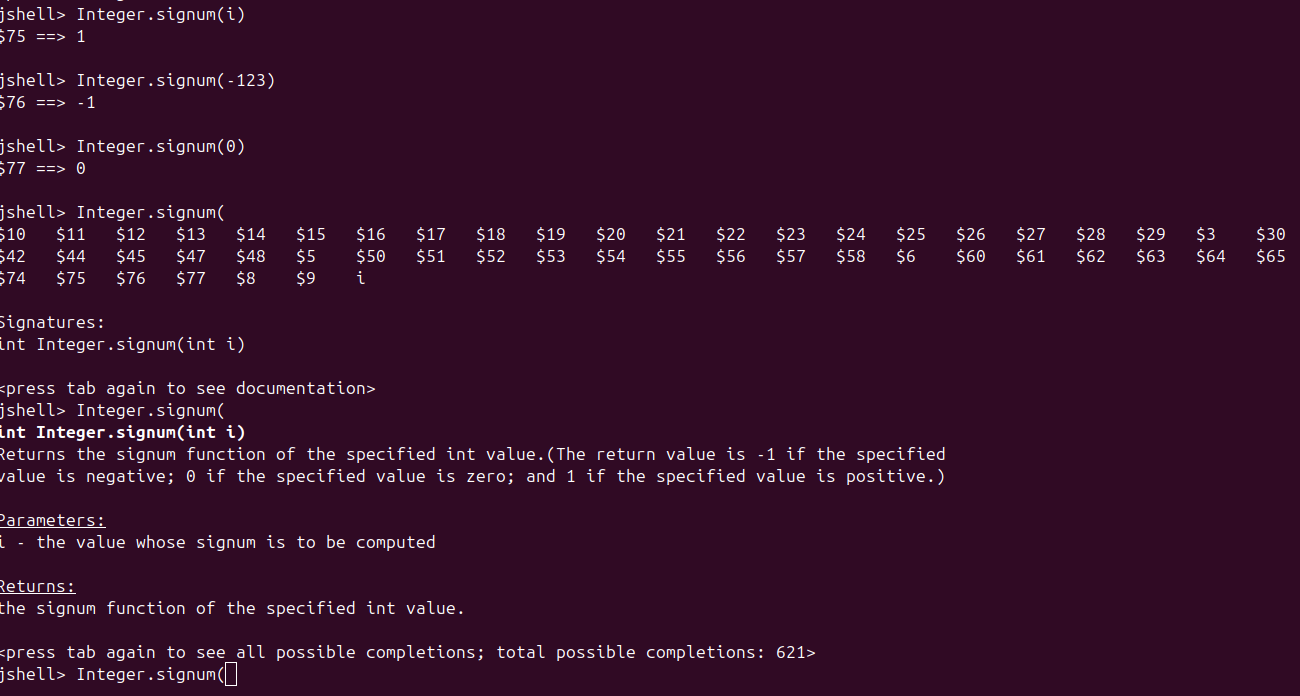 jshell> Integer.signum(i)
$75 ==> 1
jshell> Integer.signum(-123)
$76 ==> -1
jshell> Integer.signum(0)
$77 ==> 0
jshell> Integer.signum(
$10 $11 $12 $13 $14 $15 $16 $17 $18 $19 $20 $21 $22 $23 $24 $25 $26 $27 $28 $29 $3 $30
$42 $44 $45 $47 $48 $5 $50 $51 $52 $53 $54 $55 $56 $57 $58 $6 $60 $61 $62 $63 $64 $65
$74 $75 $76 $77 $8 $9 i
Signatures:
int Integer.signum(int i)
<press tab again to see documentation>
jshell> Integer.signum(
int Integer.signum(int i)
Returns the signum function of the specified int value.(The return value is -1 if the specified
value is negative; 0 if the specified value is zero; and 1 if the specified value is positive.)
Parameters:
i - the value whose signum is to be computed
Returns:
the signum function of the specified int value.
<press tab again to see all possible completions; total possible completions: 621>
jshell> Integer.signum(